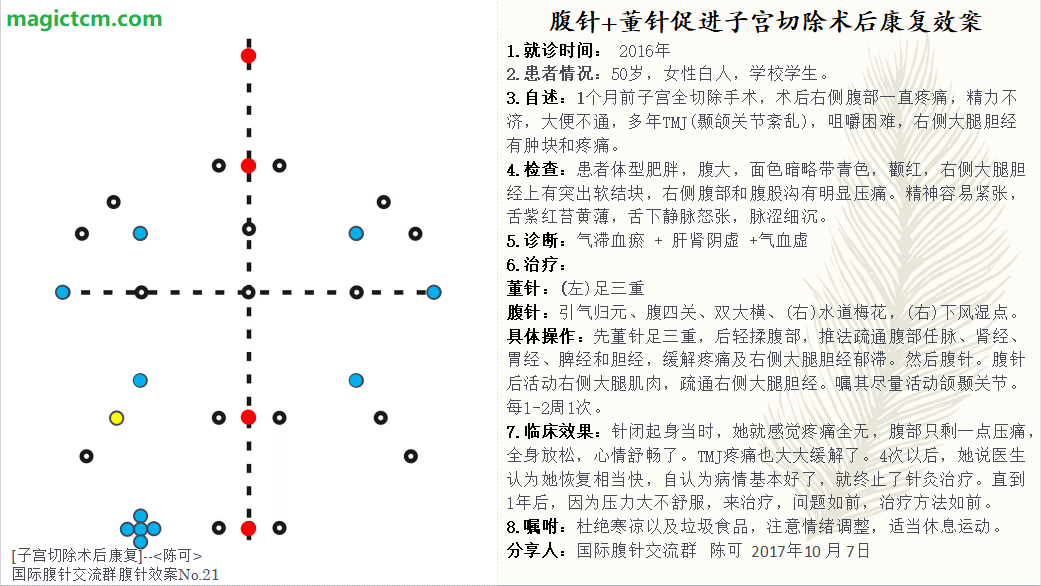 magictcm.com
腹针+董针促进子宫切除术后康复效案
1.就诊时间： 2016年
2.患者情况：50岁，女性白人，学校学生。
3.自述：1个月前子宫全切除手术，术后右侧腹部一直疼痛，精力不
济，大便不通，多年TMJ(颞颌关节紊乱)，咀嚼困难，右侧大腿胆经
有肿块和疼痛。
4.检查：患者体型肥胖，腹大，面色暗略带青色，颧红，右侧大腿胆
经上有突出软结块，右侧腹部和腹股沟有明显压痛。精神容易紧张，
舌紫红苔黄薄，舌下静脉怒张，脉涩细沉。
5.诊断：气滞血瘀 + 肝肾阴虚 +气血虚
6.治疗：
董针：(左)足三重
腹针：引气归元、腹四关、双大横、(右)水道梅花，(右)下风湿点。
具体操作：先董针足三重，后轻揉腹部，推法疏通腹部任脉、肾经、
胃经、脾经和胆经，缓解疼痛及右侧大腿胆经郁滞。然后腹针。腹针
后活动右侧大腿肌肉，疏通右侧大腿胆经。嘱其尽量活动颌颞关节。
每1-2周1次。
7.临床效果：针闭起身当时，她就感觉疼痛全无，腹部只剩一点压痛，
全身放松，心情舒畅了。TMJ疼痛也大大缓解了。4次以后，她说医生
认为她恢复相当快，自认为病情基本好了，就终止了针灸治疗。直到
1年后，因为压力大不舒服，来治疗，问题如前，治疗方法如前。
8.嘱咐：杜绝寒凉以及垃圾食品，注意情绪调整，适当休息运动。
分享人：国际腹针交流群 陈可 2017年10 月 7日
[子宫切除术后康复]--<陈可>
国际腹针交流群腹针效案No.21